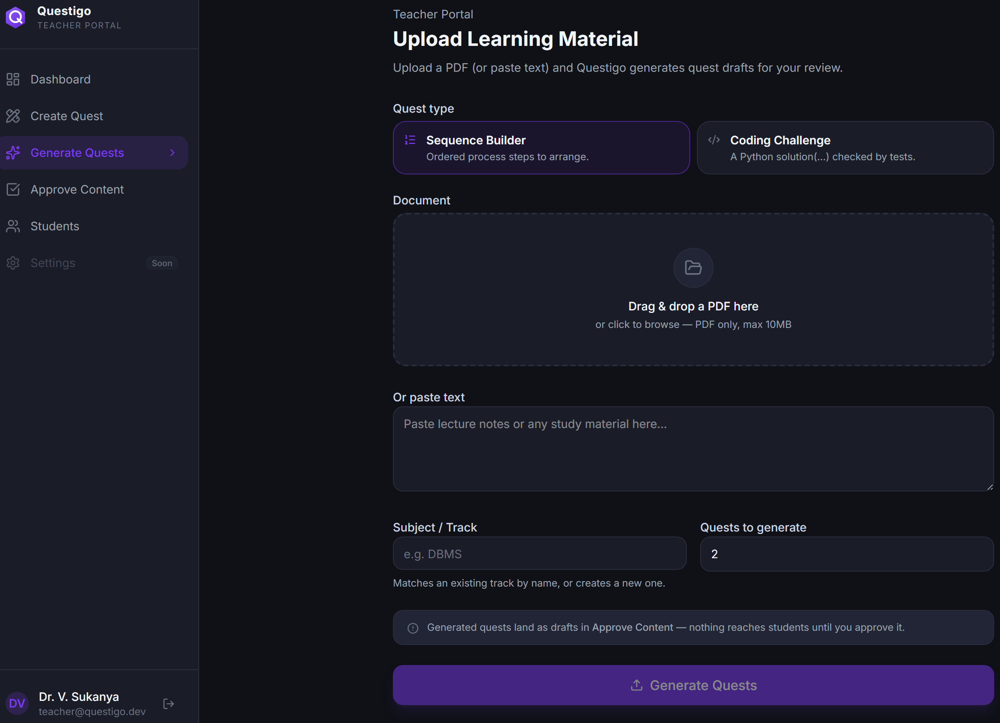 Questigo
TEACHER PORTAL
Dashboard
Create Quest
Generate Quests
Approve Content
Students
Settings
Soon
DV
Dr. V. Sukanya
teacher@questigo.dev
Teacher Portal
Upload Learning Material
Upload a PDF (or paste text) and Questigo generates quest drafts for your review.
Quest type
Sequence Builder
Ordered process steps to arrange.
Coding Challenge
A Python solution(...) checked by tests.
Document
Drag & drop a PDF here
or click to browse — PDF only, max 10MB
Or paste text
Paste lecture notes or any study material here...
Subject / Track
e.g. DBMS
Matches an existing track by name, or creates a new one.
Quests to generate
2
Generated quests land as drafts in Approve Content — nothing reaches students until you approve it.
Generate Quests